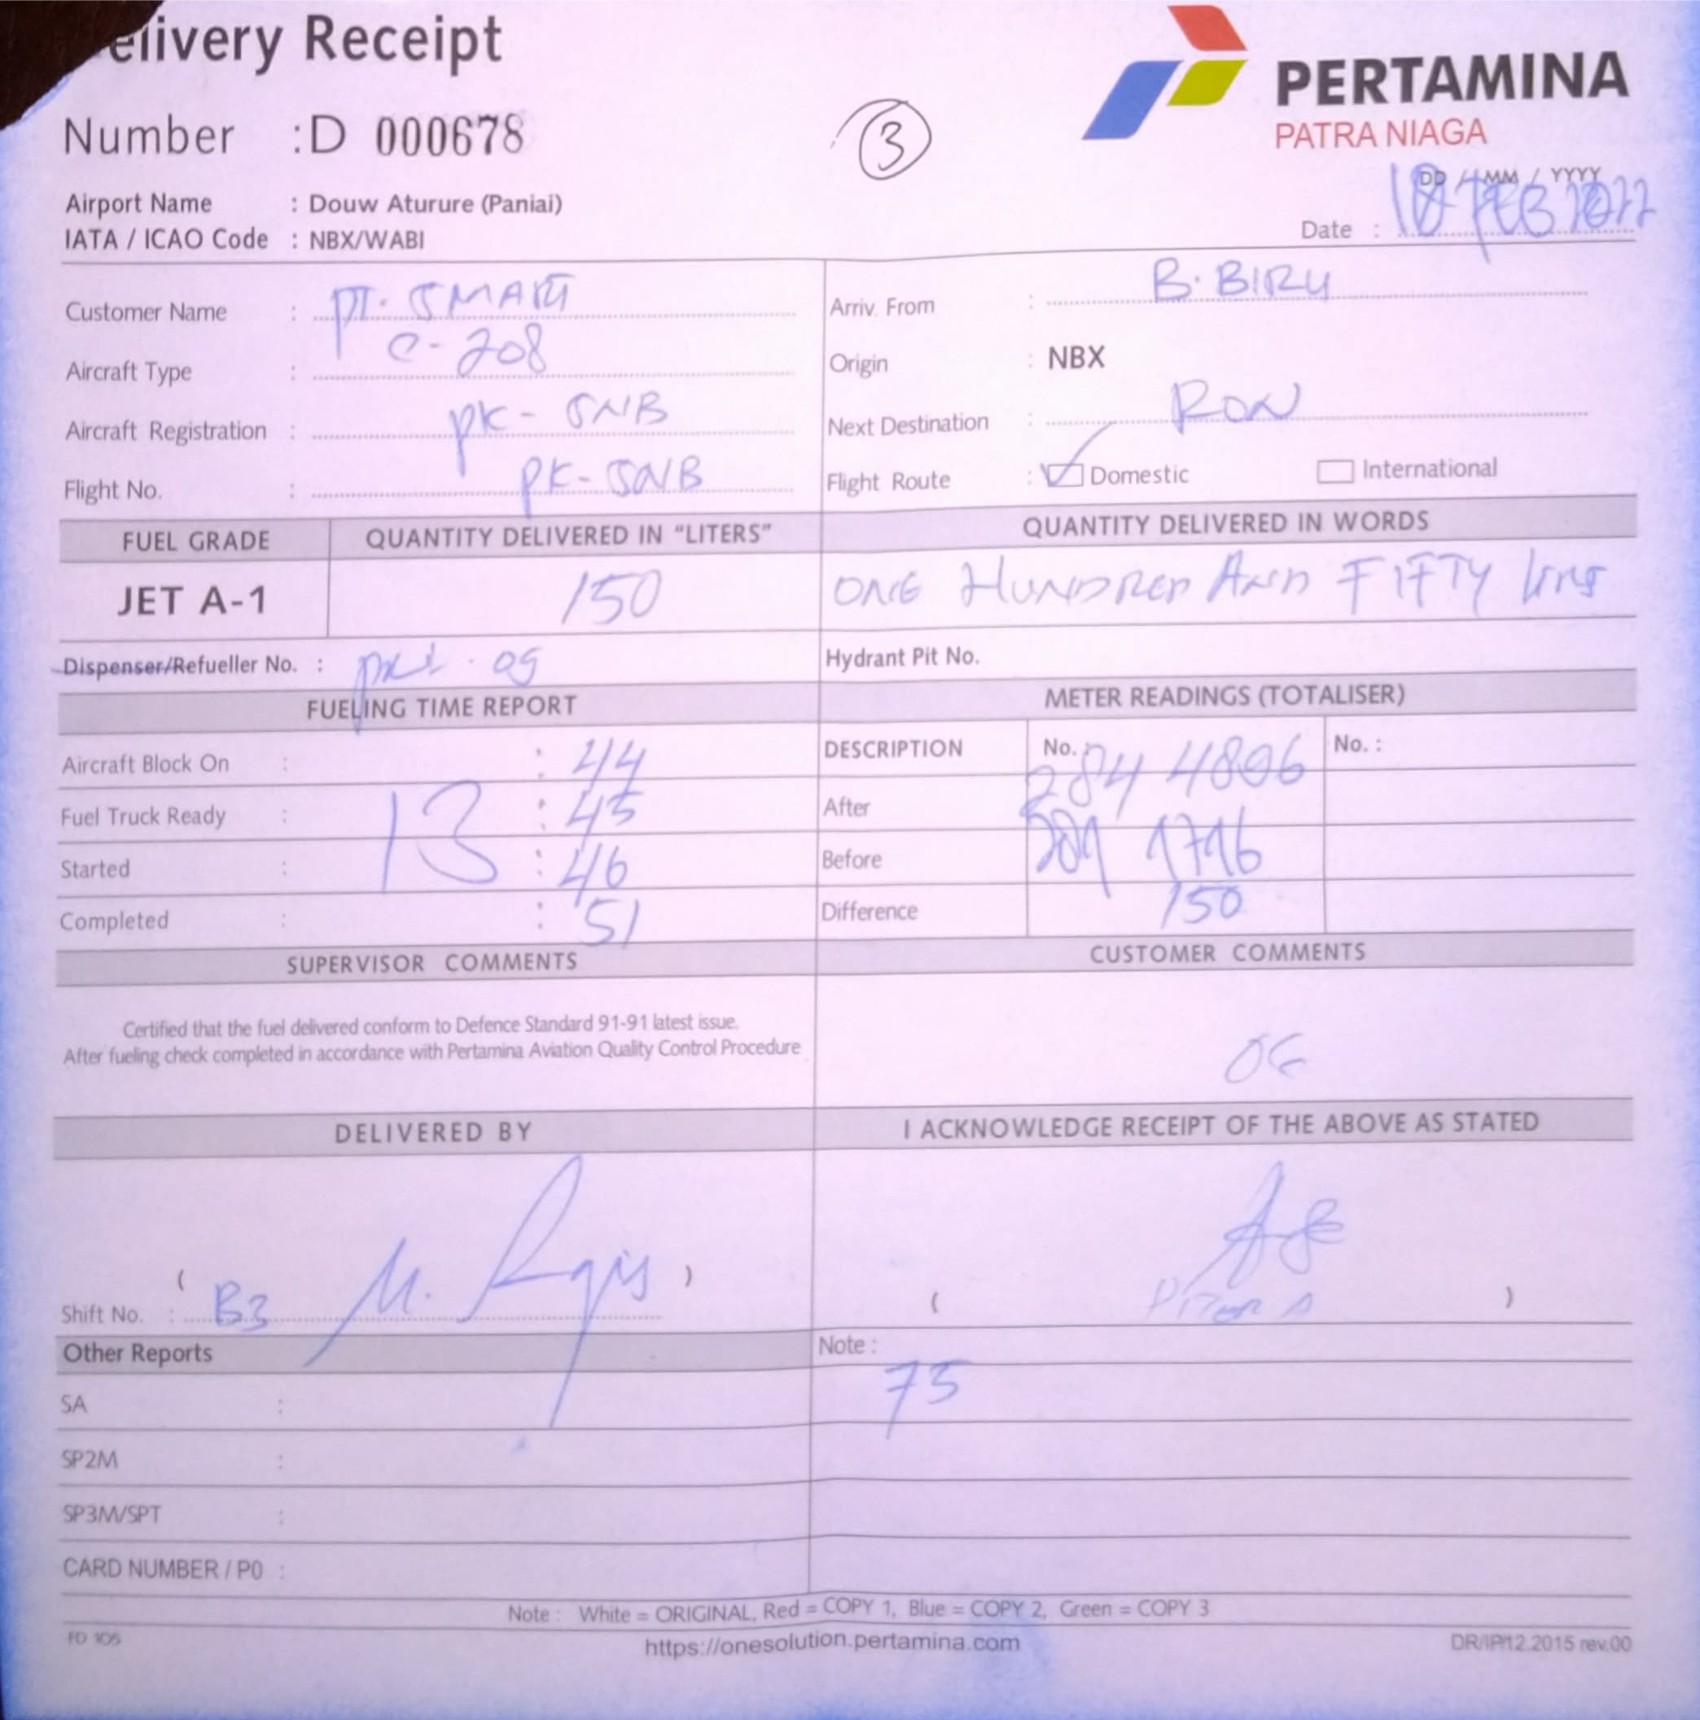 elivery Receipt
PERTAMINA
PATRA NIAGA
Number : D 000678
3
Airport Name : Douw Aturure (Paniai)
IATA / ICAO Code : NBX/WABI
DD / MM / YYYY
Date :
Customer Name : PT. SMART
Aircraft Type : C-208
Aircraft Registration : PK-SNB
Flight No. : PK-SNB
Arriv. From : B. BIRU
Origin : NBX
Next Destination : RON
Flight Route : Domestic International
FUEL GRADE QUANTITY DELIVERED IN "LITERS" QUANTITY DELIVERED IN WORDS
JET A-1 150 ONE HUNDRED AND FIFTY
Dispenser/Refueller No. : Hydrant Pit No.
FUELING TIME REPORT
Aircraft Block On : : 44
Fuel Truck Ready : 13 : 45
Started : : 46
Completed : : 51
METER READINGS (TOTALISER)
DESCRIPTION No. : No. :
After
Before
Difference 150
SUPERVISOR COMMENTS
Certified that the fuel delivered conform to Defence Standard 91-91 latest issue.
After fueling check completed in accordance with Pertamina Aviation Quality Control Procedure
CUSTOMER COMMENTS
DELIVERED BY
I ACKNOWLEDGE RECEIPT OF THE ABOVE AS STATED
( )
Shift No. : B3
( )
Other Reports
Note :
75
SA :
SP2M :
SP3M/SPT :
CARD NUMBER / P0 :
Note : White = ORIGINAL, Red = COPY 1, Blue = COPY 2, Green = COPY 3
FD 105
https://onesolution.pertamina.com
DR/IP/12.2015 rev.00